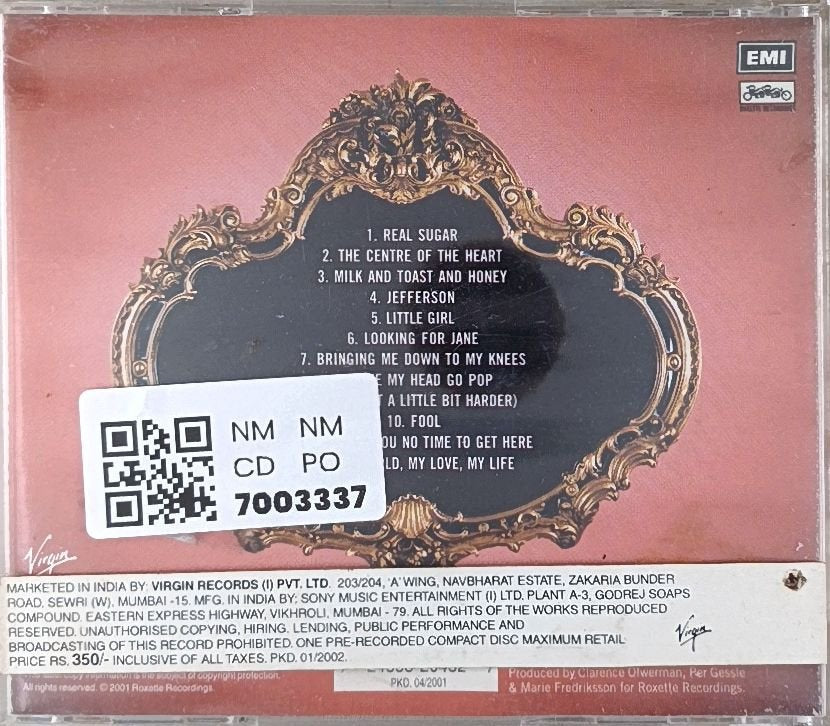 EMI
1. REAL SUGAR
2. THE CENTRE OF THE HEART
3. MILK AND TOAST AND HONEY
4. JEFFERSON
5. LITTLE GIRL
6. LOOKING FOR JANE
7. BRINGING ME DOWN TO MY KNEES
MY HEAD GO POP
A LITTLE BIT HARDER)
10. FOOL
NO TIME TO GET HERE
MY LOVE, MY LIFE
NM NM
CD PO
7003337
Virgin
MARKETED IN INDIA BY: VIRGIN RECORDS (I) PVT. LTD. 203/204, 'A' WING, NAVBHARAT ESTATE, ZAKARIA BUNDER
ROAD, SEWRI (W), MUMBAI -15. MFG. IN INDIA BY: SONY MUSIC ENTERTAINMENT (I) LTD. PLANT A-3, GODREJ SOAPS
COMPOUND. EASTERN EXPRESS HIGHWAY, VIKHROLI, MUMBAI - 79. ALL RIGHTS OF THE WORKS REPRODUCED
RESERVED. UNAUTHORISED COPYING, HIRING. LENDING, PUBLIC PERFORMANCE AND
BROADCASTING OF THIS RECORD PROHIBITED. ONE PRE-RECORDED COMPACT DISC MAXIMUM RETAIL
PRICE RS. 350/- INCLUSIVE OF ALL TAXES. PKD. 01/2002.
Virgin
is the subject of copyright protection.
All rights reserved. © 2001 Roxette Recordings.
PKD. 04/2001
Produced by Clarence Öfwerman, Per Gessle
& Marie Fredriksson for Roxette Recordings.